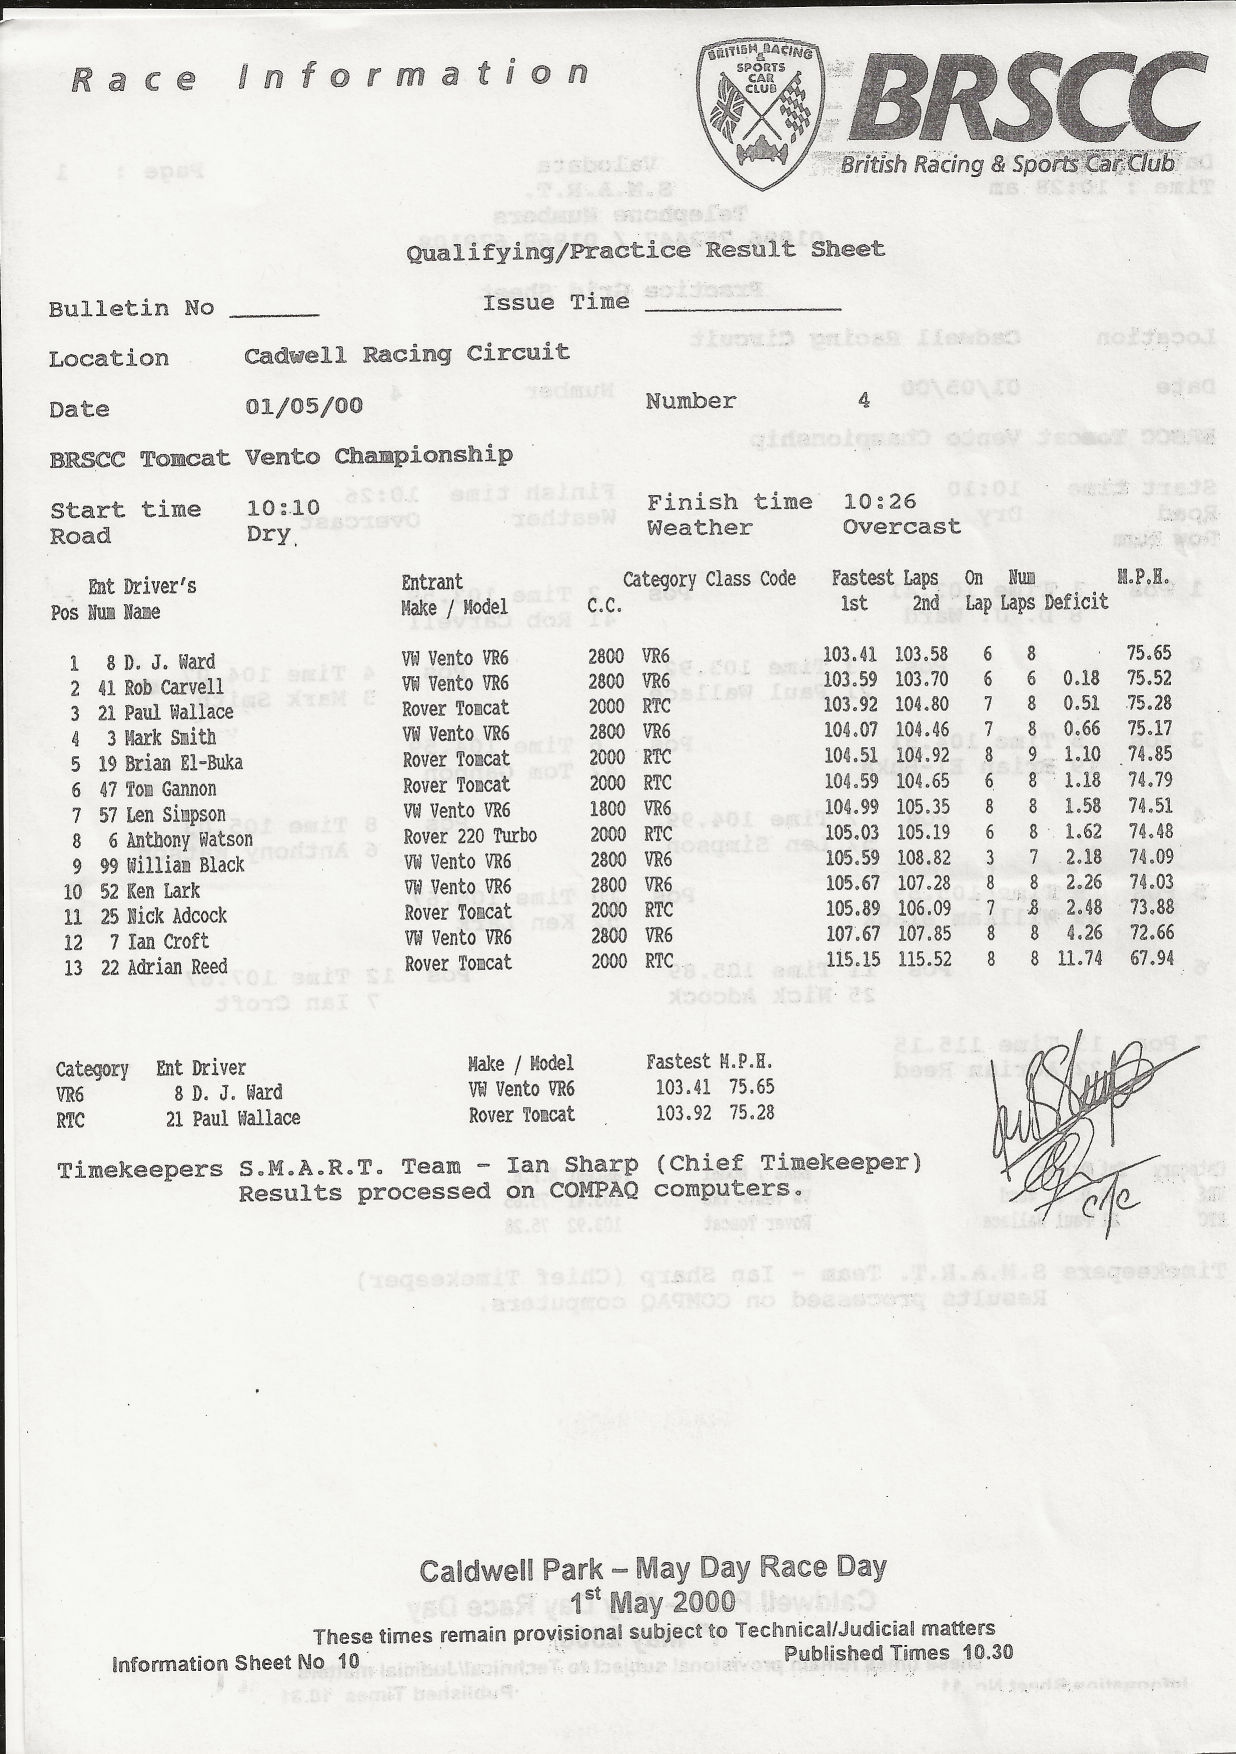 Race Information
BRITISH RACING
&
SPORTS
CAR
CLUB
BRSCC
British Racing & Sports Car Club
Qualifying/Practice Result Sheet
Bulletin No ______ Issue Time _____________
Location Cadwell Racing Circuit
Date 01/05/00 Number 4
BRSCC Tomcat Vento Championship
Start time 10:10 Finish time 10:26
Road Dry. Weather Overcast
Ent Driver's Entrant Category Class Code Fastest Laps On Num M.P.H.
Pos Num Name Make / Model C.C. 1st 2nd Lap Laps Deficit
1 8 D. J. Ward VW Vento VR6 2800 VR6 103.41 103.58 6 8 75.65
2 41 Rob Carvell VW Vento VR6 2800 VR6 103.59 103.70 6 6 0.18 75.52
3 21 Paul Wallace Rover Tomcat 2000 RTC 103.92 104.80 7 8 0.51 75.28
4 3 Mark Smith VW Vento VR6 2800 VR6 104.07 104.46 7 8 0.66 75.17
5 19 Brian El-Buka Rover Tomcat 2000 RTC 104.51 104.92 8 9 1.10 74.85
6 47 Tom Gannon Rover Tomcat 2000 RTC 104.59 104.65 6 8 1.18 74.79
7 57 Len Simpson VW Vento VR6 1800 VR6 104.99 105.35 8 8 1.58 74.51
8 6 Anthony Watson Rover 220 Turbo 2000 RTC 105.03 105.19 6 8 1.62 74.48
9 99 William Black VW Vento VR6 2800 VR6 105.59 108.82 3 7 2.18 74.09
10 52 Ken Lark VW Vento VR6 2800 VR6 105.67 107.28 8 8 2.26 74.03
11 25 Nick Adcock Rover Tomcat 2000 RTC 105.89 106.09 7 8 2.48 73.88
12 7 Ian Croft VW Vento VR6 2800 VR6 107.67 107.85 8 8 4.26 72.66
13 22 Adrian Reed Rover Tomcat 2000 RTC 115.15 115.52 8 8 11.74 67.94
Category Ent Driver Make / Model Fastest M.P.H.
VR6 8 D. J. Ward VW Vento VR6 103.41 75.65
RTC 21 Paul Wallace Rover Tomcat 103.92 75.28
Timekeepers S.M.A.R.T. Team - Ian Sharp (Chief Timekeeper)
Results processed on COMPAQ computers.
CTC
Caldwell Park – May Day Race Day
1st May 2000
These times remain provisional subject to Technical/Judicial matters
Information Sheet No 10 Published Times 10.30